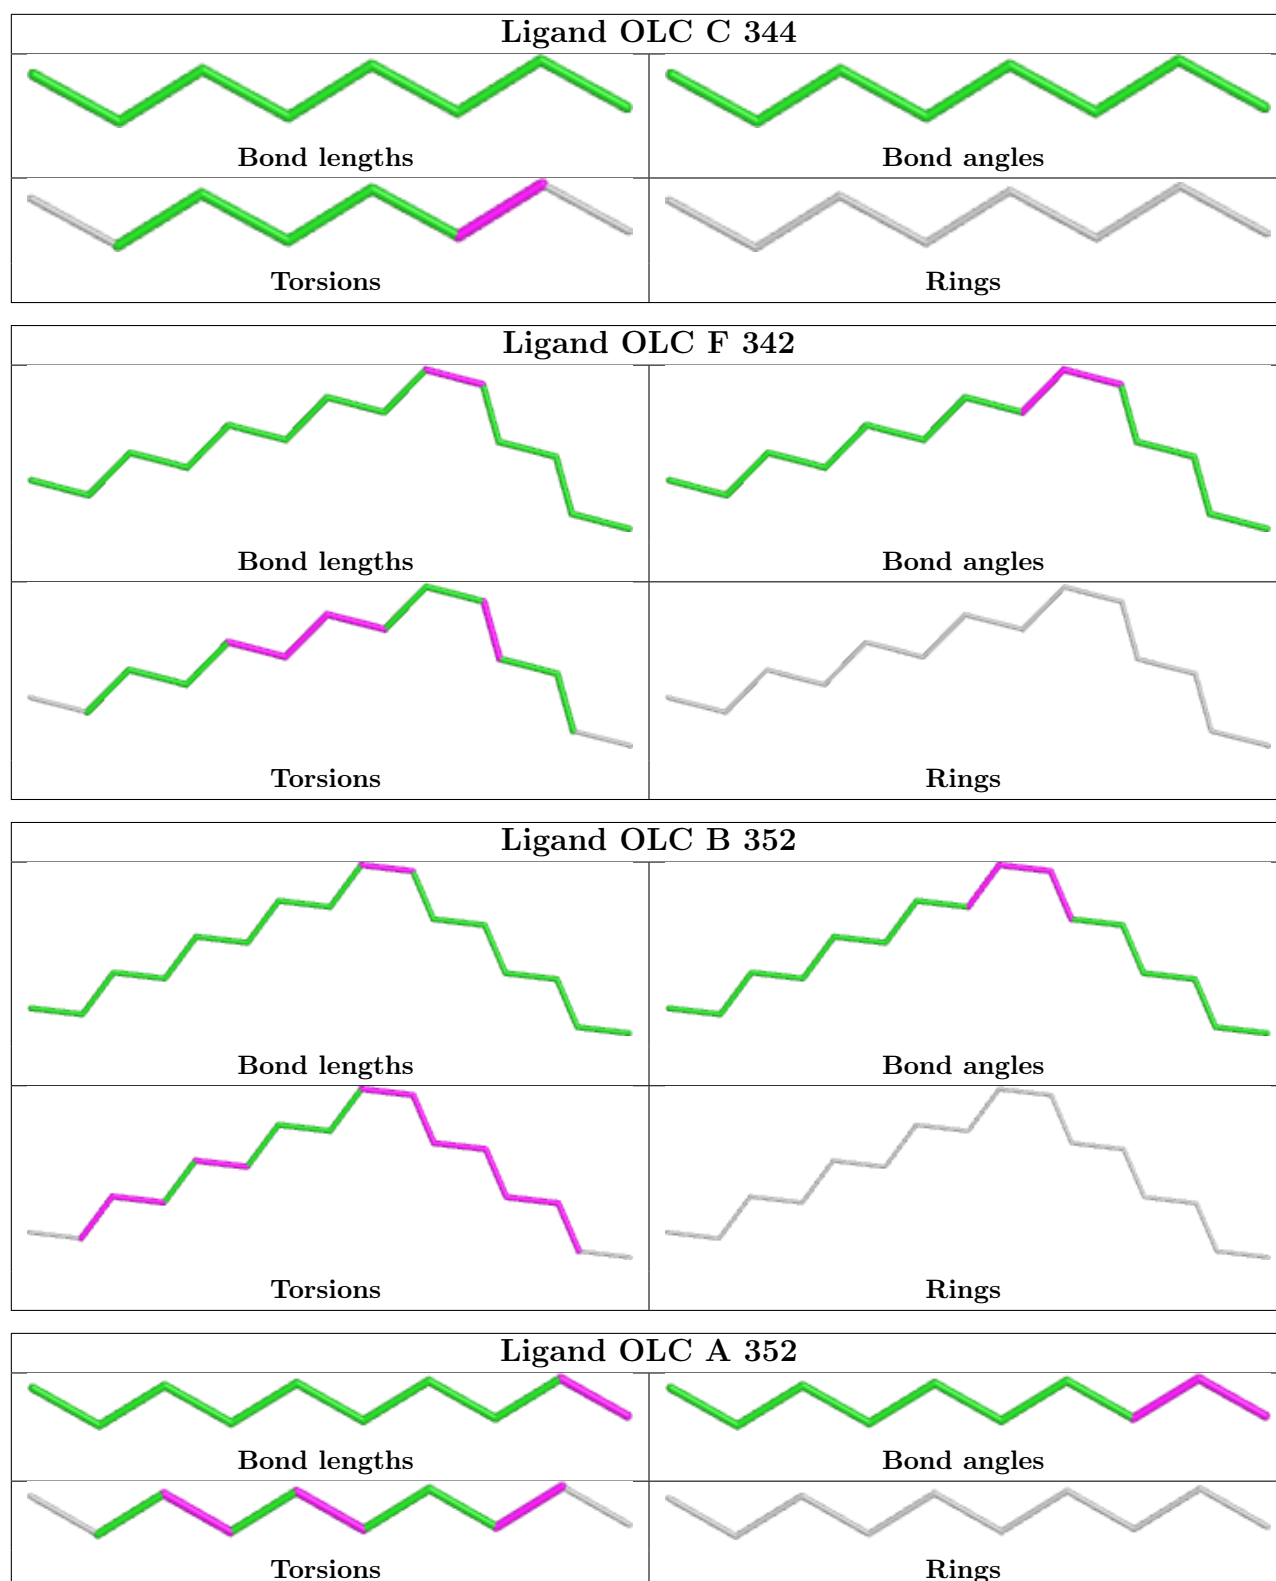 Ligand OLC C 344
Bond lengths
Bond angles
Torsions
Rings
Ligand OLC F 342
Bond lengths
Bond angles
Torsions
Rings
Ligand OLC B 352
Bond lengths
Bond angles
Torsions
Rings
Ligand OLC A 352
Bond lengths
Bond angles
Torsions
Rings